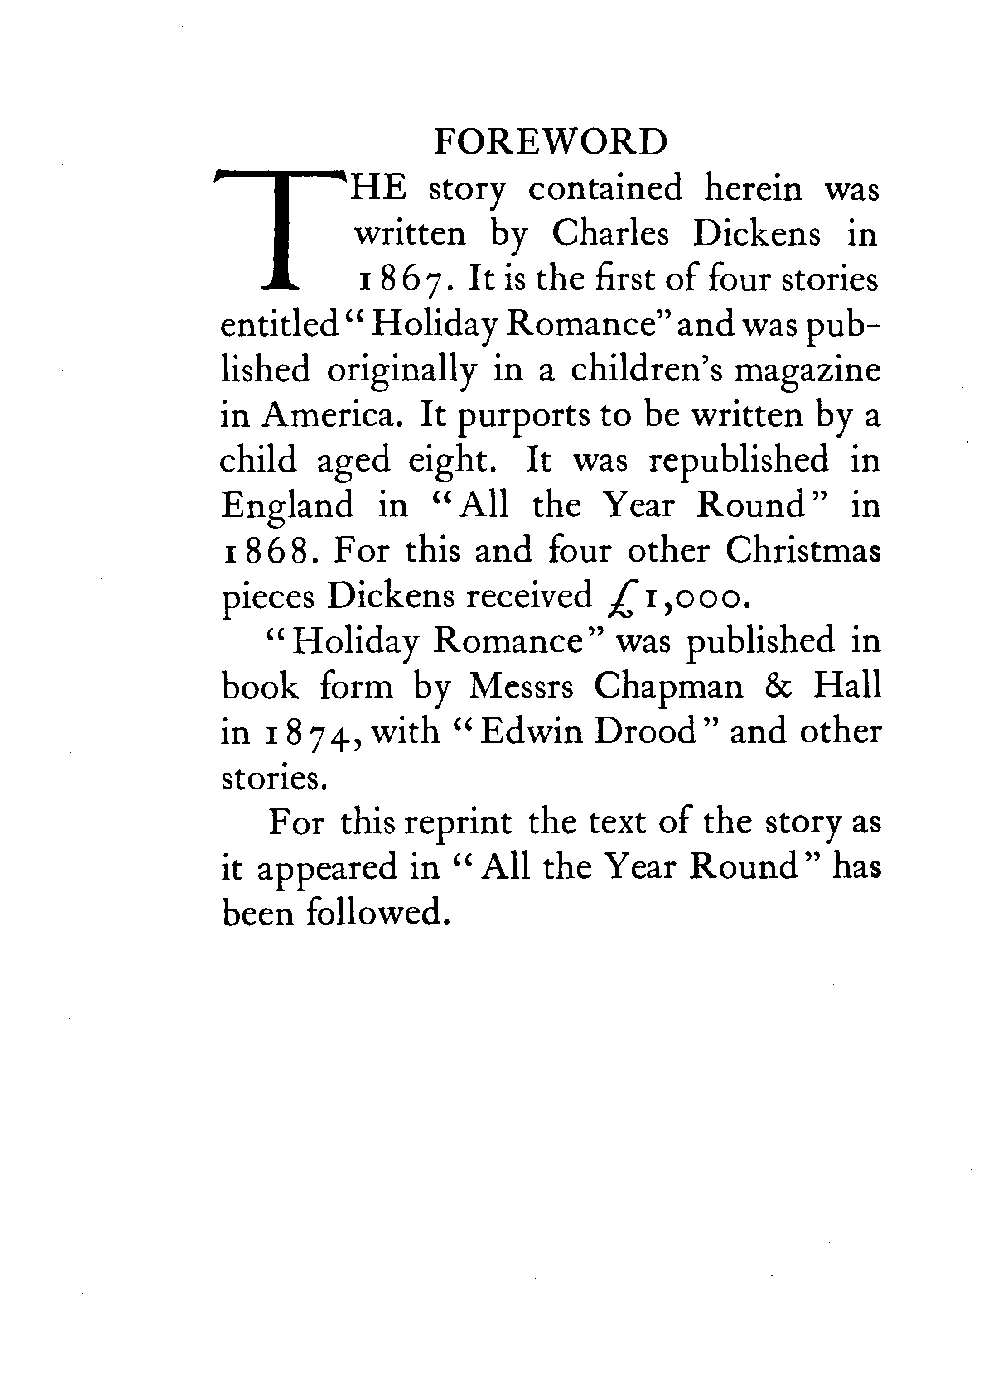 FOREWORD
THE story contained herein was
written by Charles Dickens in
1867. It is the first of four stories
entitled “Holiday Romance” and was pub-
lished originally in a children’s magazine
in America. It purports to be written by a
child aged eight. It was republished in
England in “All the Year Round” in
1868. For this and four other Christmas
pieces Dickens received £1,000.
“Holiday Romance” was published in
book form by Messrs Chapman & Hall
in 1874, with “Edwin Drood” and other
stories.
For this reprint the text of the story as
it appeared in “All the Year Round” has
been followed.